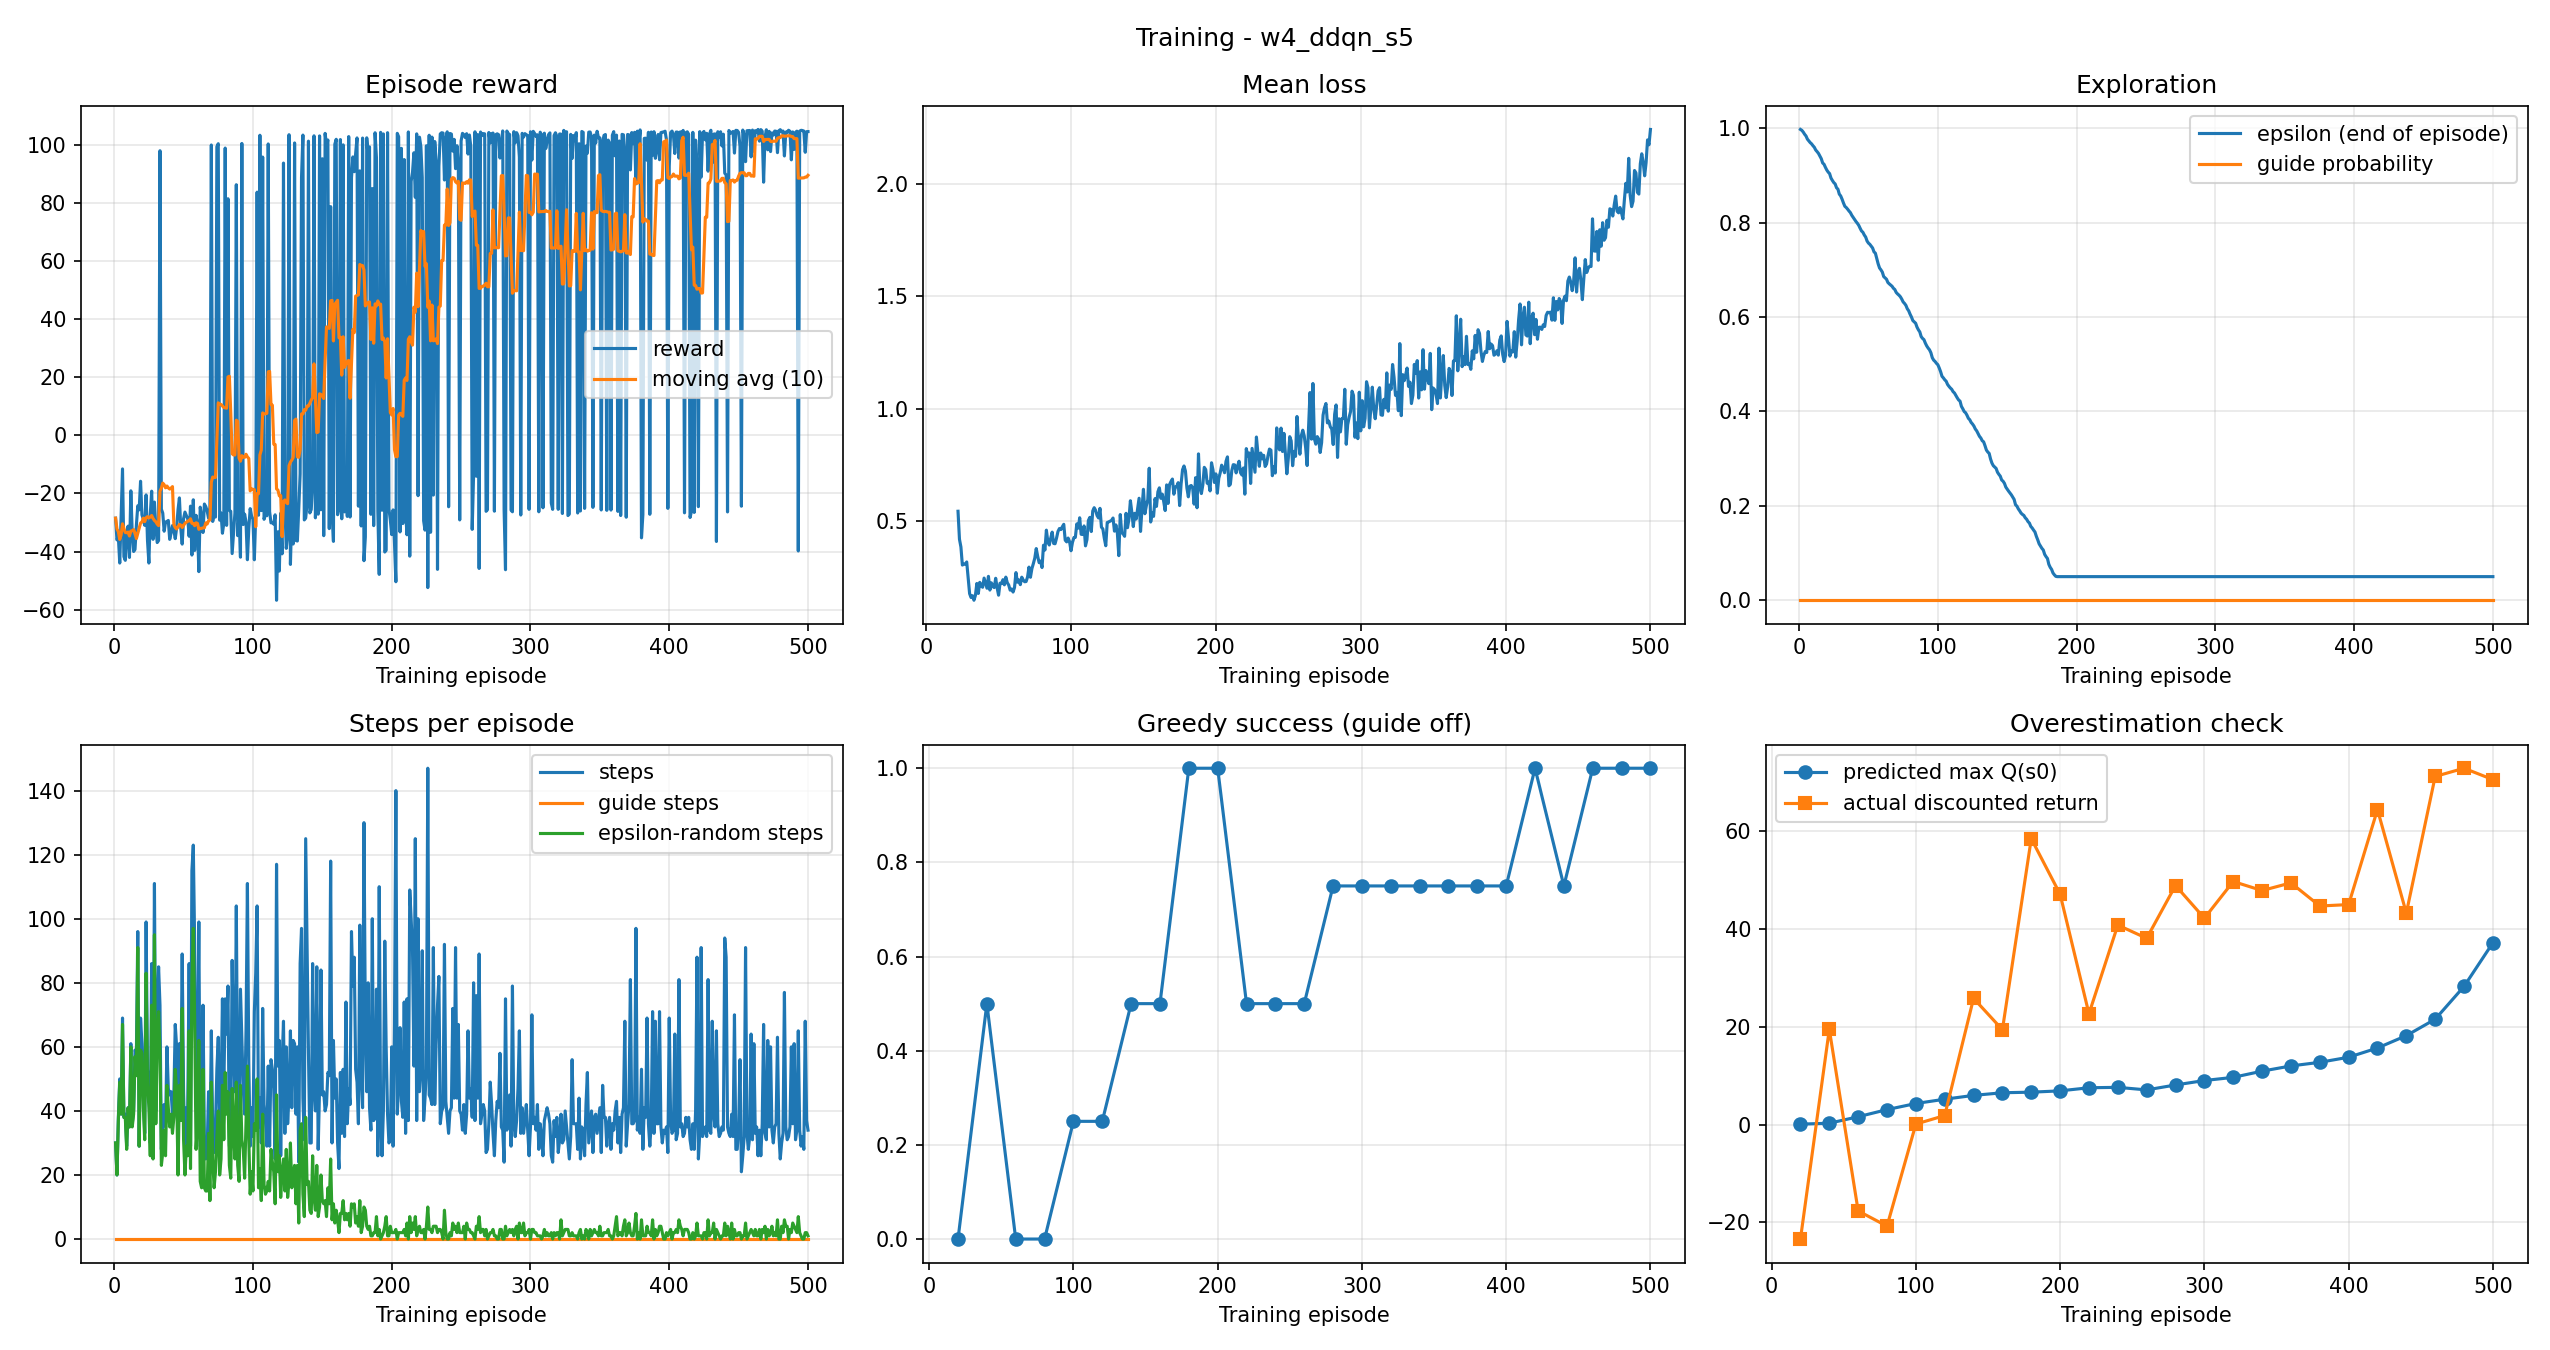 Training - w4_ddqn_s5
Episode reward
100
80
60
40
20
0
−20
−40
−60
reward
moving avg (10)
0 100 200 300 400 500
Training episode
Mean loss
2.0
1.5
1.0
0.5
0 100 200 300 400 500
Training episode
Exploration
1.0
0.8
0.6
0.4
0.2
0.0
epsilon (end of episode)
guide probability
0 100 200 300 400 500
Training episode
Steps per episode
140
120
100
80
60
40
20
0
steps
guide steps
epsilon-random steps
0 100 200 300 400 500
Training episode
Greedy success (guide off)
1.0
0.8
0.6
0.4
0.2
0.0
0 100 200 300 400 500
Training episode
Overestimation check
predicted max Q(s0)
actual discounted return
60
40
20
0
−20
0 100 200 300 400 500
Training episode